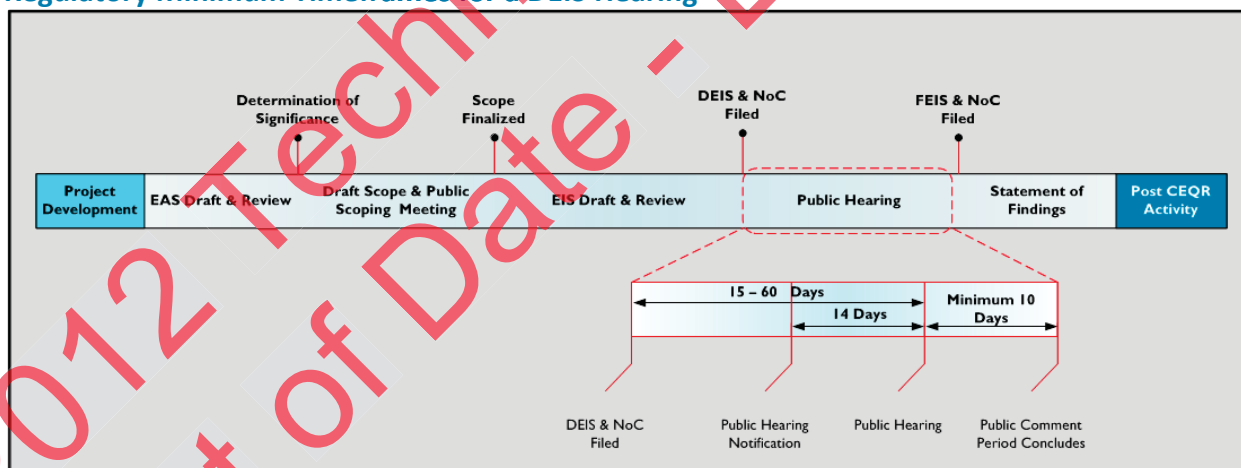 Regulatory Minimum Timeframes for a DEIS Hearing
Determination of
Significance
Scope
Finalized
DEIS & NoC
Filed
FEIS & NoC
Filed
Project
Development
EAS Draft & Review
Draft Scope & Public
Scoping Meeting
EIS Draft & Review
Public Hearing
Statement of
Findings
Post CEQR
Activity
15 – 60 Days
14 Days
Minimum 10
Days
DEIS & NoC
Filed
Public Hearing
Notification
Public Hearing
Public Comment
Period Concludes
012 Techn
t of Date -